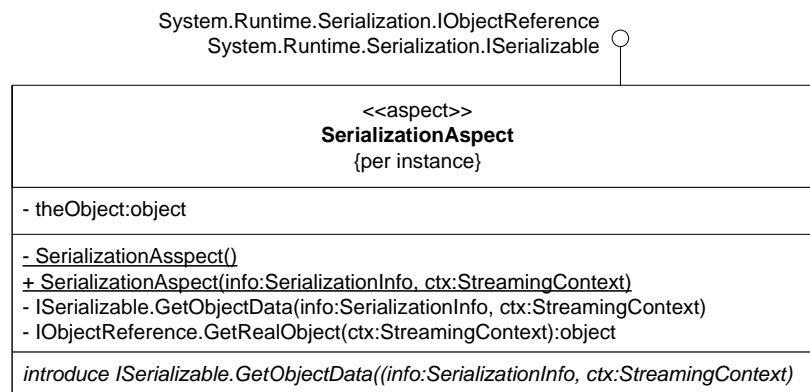 System.Runtime.Serialization.IObjectReference
System.Runtime.Serialization.ISerializable
<<aspect>>
SerializationAspect
{per instance}
- theObject:object
- SerializationAsspect()
+ SerializationAspect(info:SerializationInfo, ctx:StreamingContext)
- ISerializable.GetObjectData(info:SerializationInfo, ctx:StreamingContext)
- IObjectReference.GetRealObject(ctx:StreamingContext):object
introduce ISerializable.GetObjectData((info:SerializationInfo, ctx:StreamingContext)